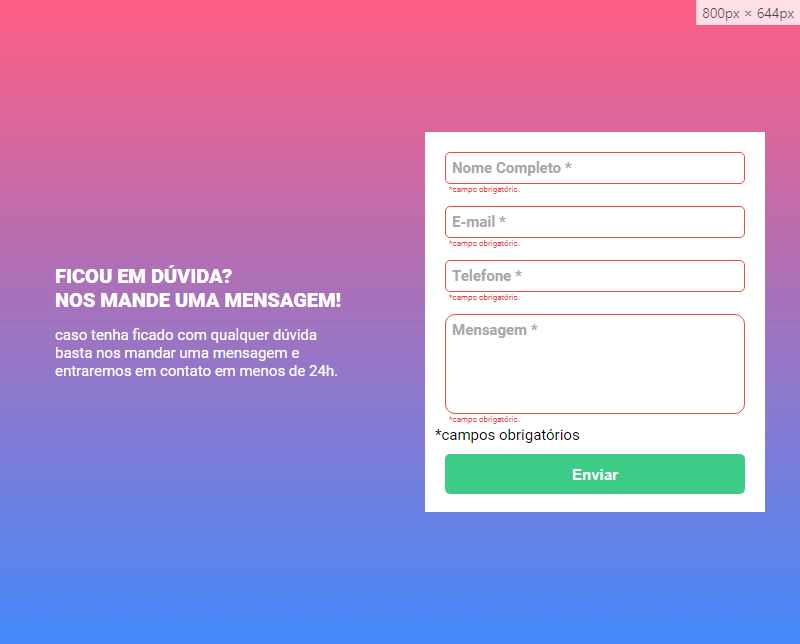 800px × 644px
FICOU EM DÚVIDA?
NOS MANDE UMA MENSAGEM!
caso tenha ficado com qualquer dúvida
basta nos mandar uma mensagem e
entraremos em contato em menos de 24h.
Nome Completo *
*campo obrigatório.
E-mail *
*campo obrigatório.
Telefone *
*campo obrigatório.
Mensagem *
*campo obrigatório.
*campos obrigatórios
Enviar